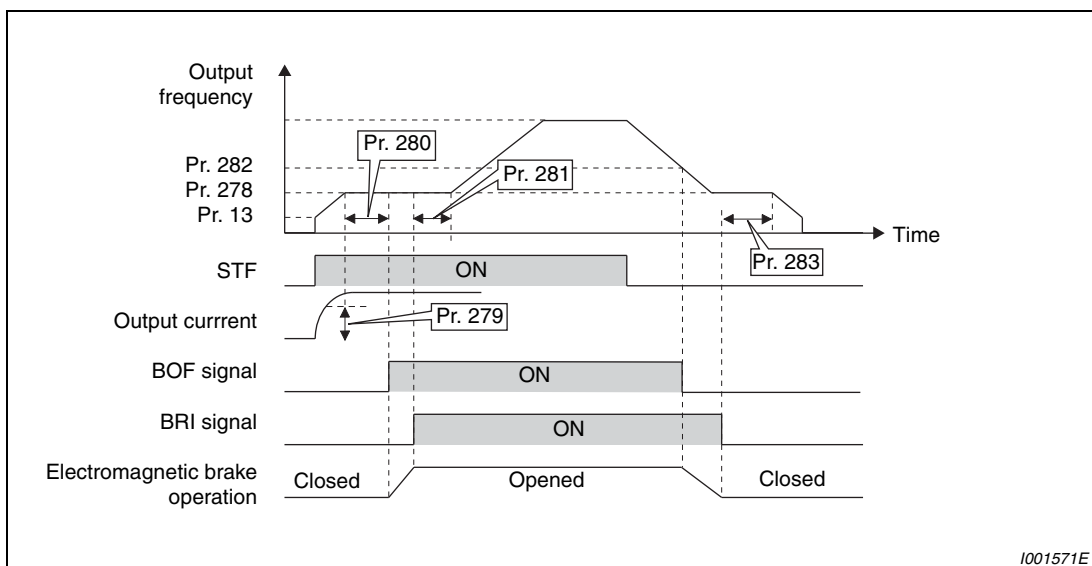 Output
frequency
Pr. 280
Pr. 282
Pr. 281
Pr. 278
Pr. 13
Time
Pr. 283
STF
ON
Output currrent
Pr. 279
BOF signal
ON
BRI signal
ON
Electromagnetic brake
operation
Closed
Opened
Closed
I001571E